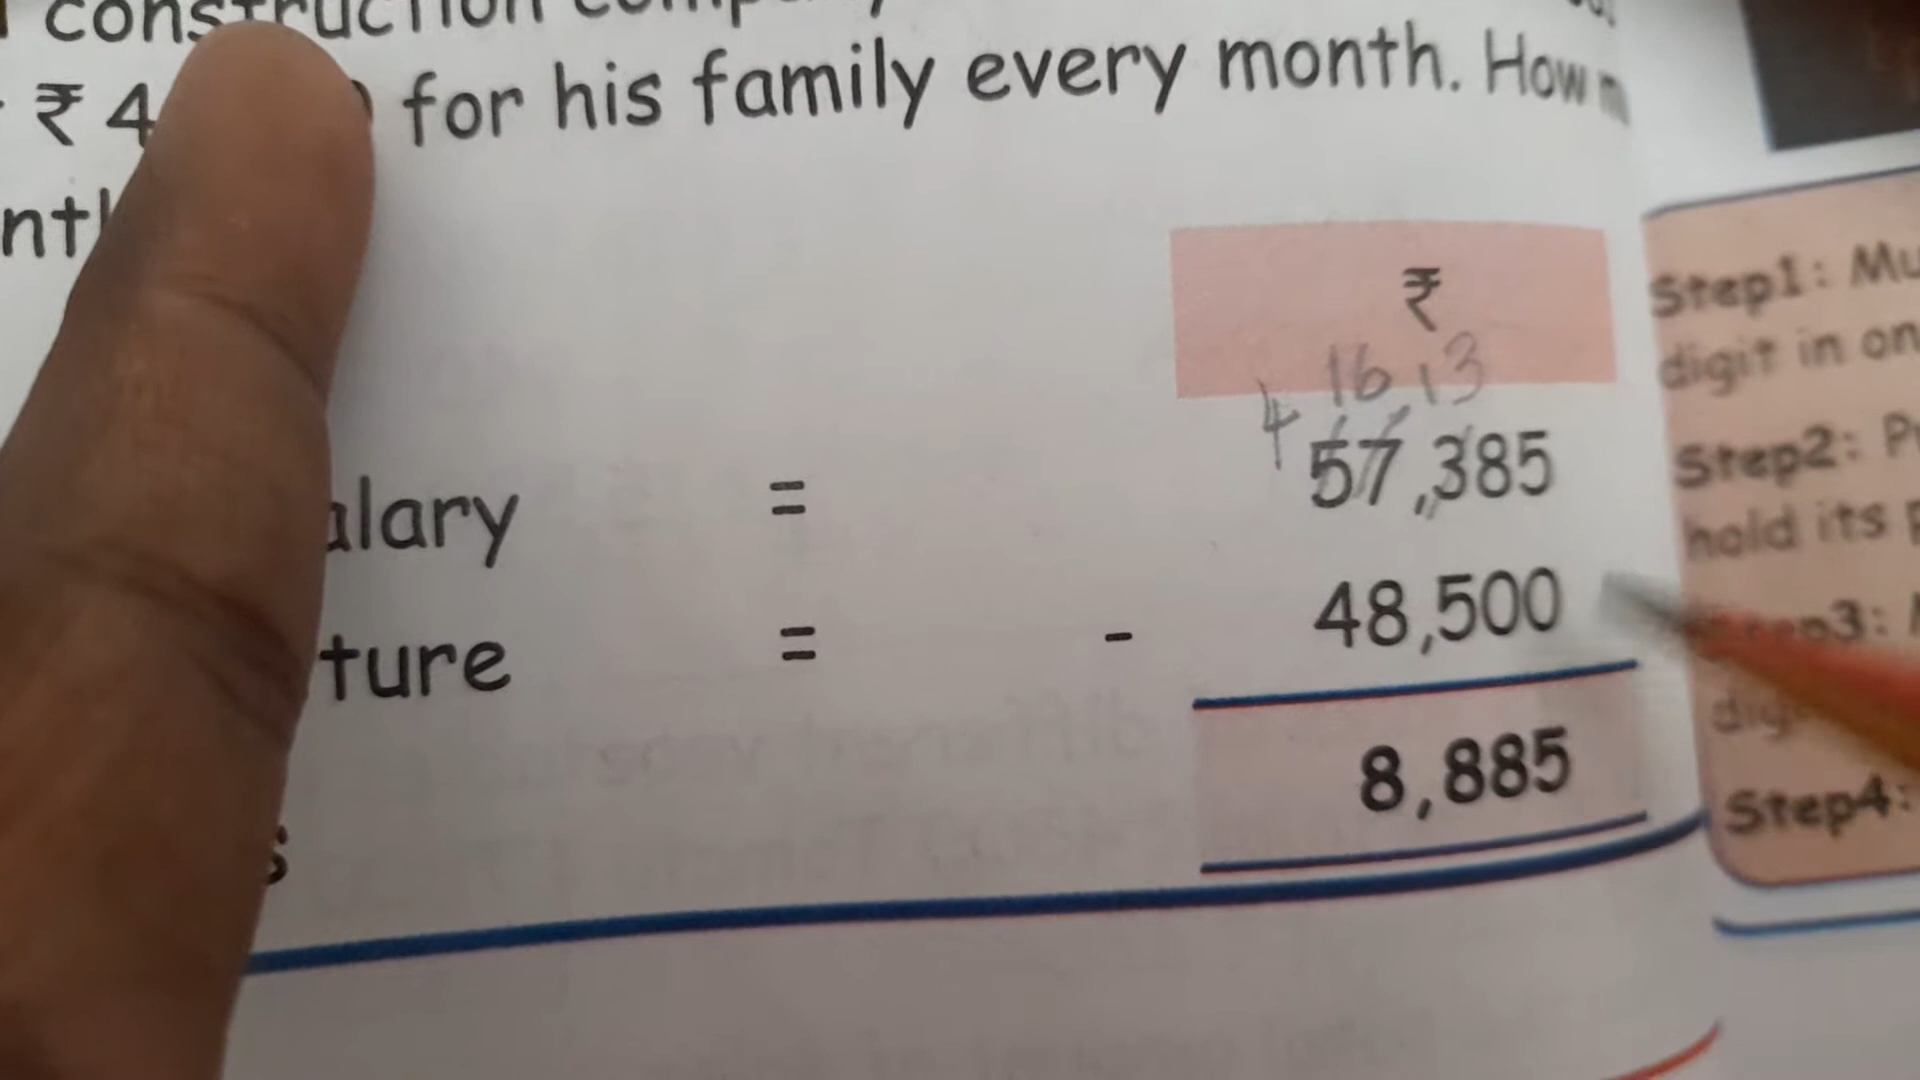 construction
₹ 4 for his family every month. How
₹
16 13
4
57,385
alary =
48,500
ture = -
8,885
s
Step1: Mu
digit in on
Step2: P
hold its
Step4: